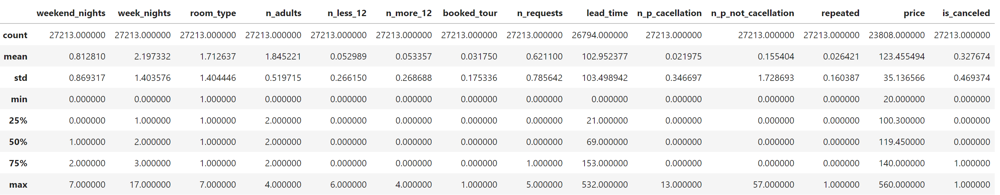 weekend_nights week_nights room_type n_adults n_less_12 n_more_12 booked_tour n_requests lead_time n_p_cacellation n_p_not_cacellation repeated price is_canceled
count 27213.000000 27213.000000 27213.000000 27213.000000 27213.000000 27213.000000 27213.000000 27213.000000 26794.000000 27213.000000 27213.000000 27213.000000 23808.000000 27213.000000
mean 0.812810 2.197332 1.712637 1.845221 0.052989 0.053357 0.031750 0.621100 102.952377 0.021975 0.155404 0.026421 123.455494 0.327674
std 0.869317 1.403576 1.404446 0.519715 0.266150 0.268688 0.175336 0.785642 103.498942 0.346697 1.728693 0.160387 35.136566 0.469374
min 0.000000 0.000000 1.000000 0.000000 0.000000 0.000000 0.000000 0.000000 0.000000 0.000000 0.000000 0.000000 20.000000 0.000000
25% 0.000000 1.000000 1.000000 2.000000 0.000000 0.000000 0.000000 0.000000 21.000000 0.000000 0.000000 0.000000 100.300000 0.000000
50% 1.000000 2.000000 1.000000 2.000000 0.000000 0.000000 0.000000 0.000000 69.000000 0.000000 0.000000 0.000000 119.450000 0.000000
75% 2.000000 3.000000 1.000000 2.000000 0.000000 0.000000 0.000000 1.000000 153.000000 0.000000 0.000000 0.000000 140.000000 1.000000
max 7.000000 17.000000 7.000000 4.000000 6.000000 4.000000 1.000000 5.000000 532.000000 13.000000 57.000000 1.000000 560.000000 1.000000